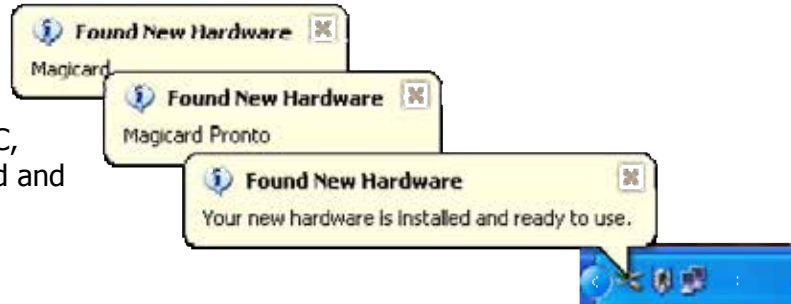 Found New Hardware
Magicard
Found New Hardware
Magicard Pronto
C,
d and
Found New Hardware
Your new hardware is installed and ready to use.